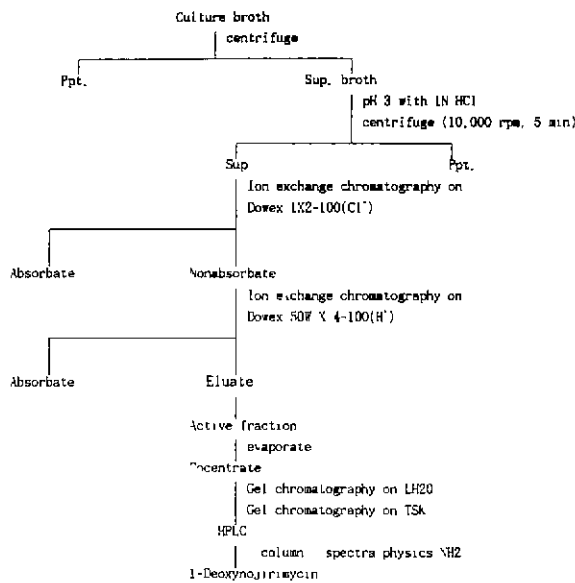 Culture broth
centrifuge
Ppt.
Sup. broth
pH 3 with 1N HCl
centrifuge (10,000 rpm, 5 min)
Sup
Ppt.
Ion exchange chromatography on
Dowex 1X2-100(Cl⁻)
Absorbate
Nonabsorbate
Ion exchange chromatography on
Dowex 50W X 4-100(H⁺)
Absorbate
Eluate
Active fraction
evaporate
Cocentrate
Gel chromatography on LH20
Gel chromatography on TSK
HPLC
column spectra physics NH2
1-Deoxynojirimycin